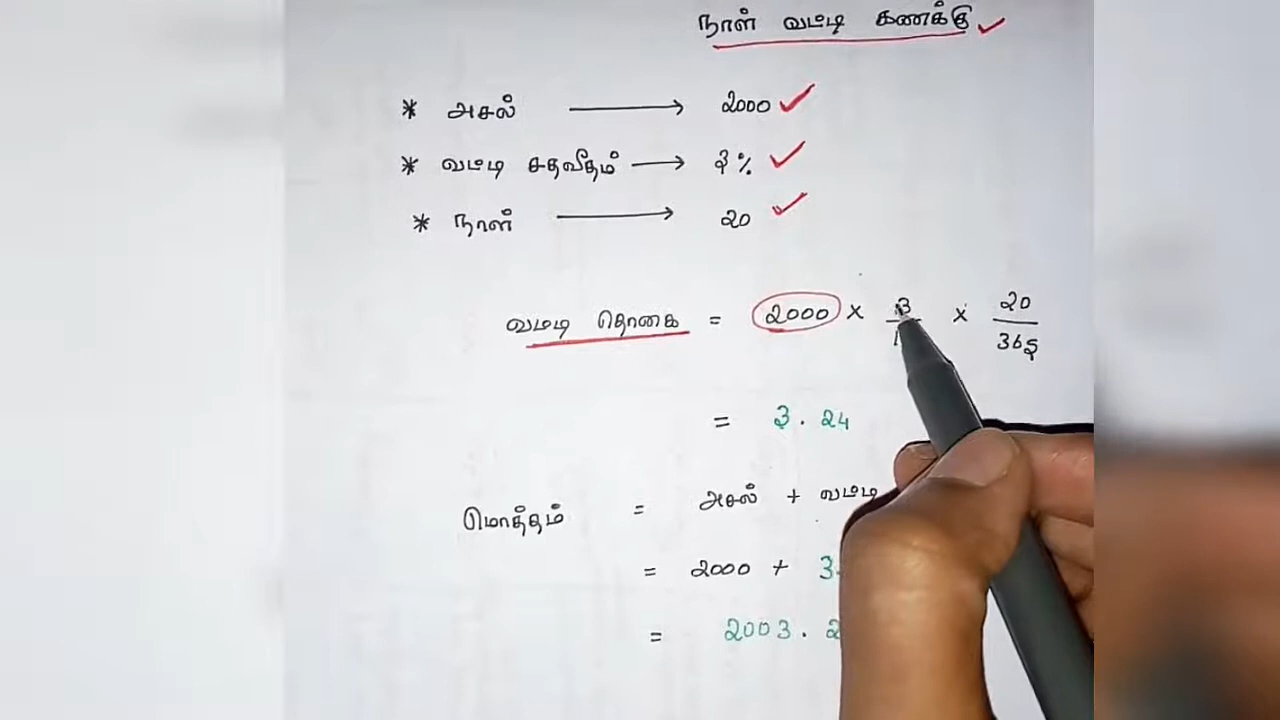 நாள் வட்டி கணக்கு
* அசல் → 2000
* வட்டி சதவீதம் → 3%
* நாள் → 20
வட்டி தொகை = 2000 × 3 × 20/365
= 3.24
மொத்தம் = அசல் + வட்டி
= 2000 + 3.
= 2003.2